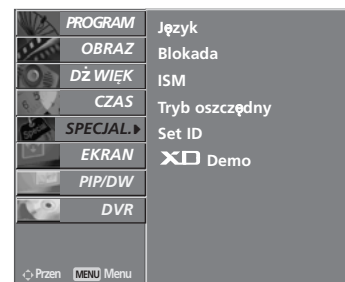 PROGRAM
OBRAZ
DŻWIĘK
CZAS
SPECJAL.
EKRAN
PIP/DW
DVR
Przen MENU Menu
Język
Blokada
ISM
Tryb oszczędny
Set ID
XD Demo